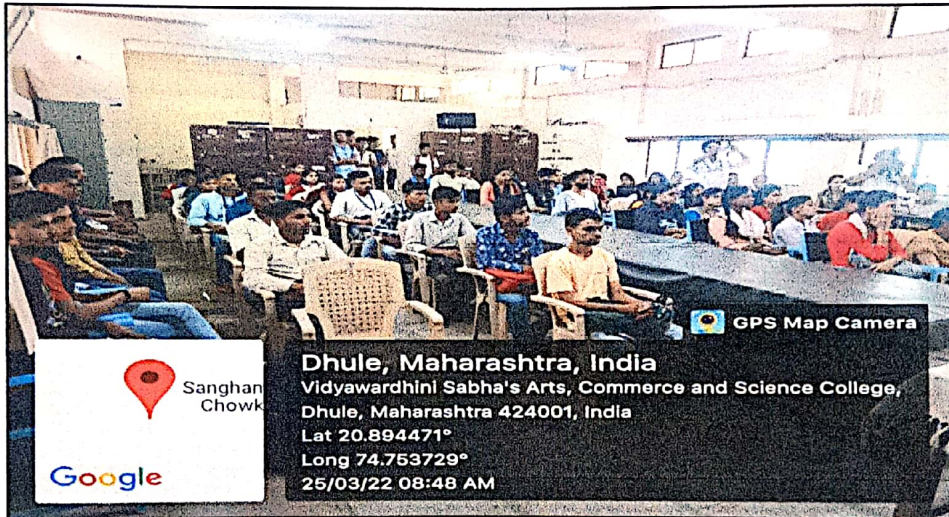 GPS Map Camera
Dhule, Maharashtra, India
Vidyawardhini Sabha's Arts, Commerce and Science College,
Dhule, Maharashtra 424001, India
Lat 20.894471°
Long 74.753729°
25/03/22 08:48 AM
Sanghan
Chowk
Google